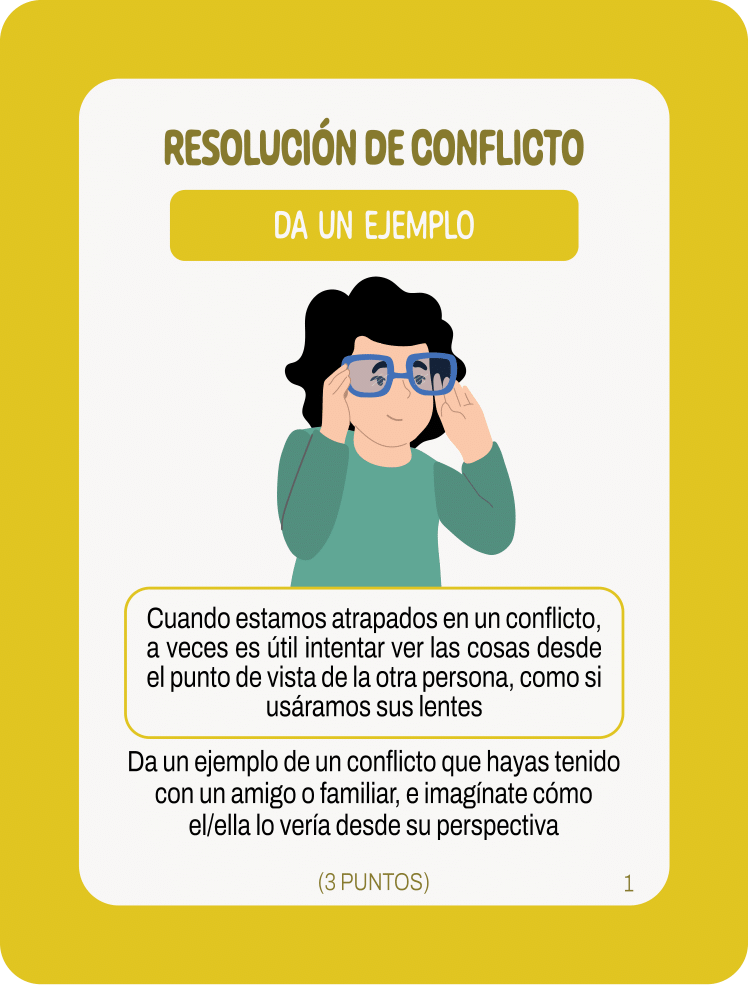 RESOLUCIÓN DE CONFLICTO
DA UN EJEMPLO
Cuando estamos atrapados en un conflicto,
a veces es útil intentar ver las cosas desde
el punto de vista de la otra persona, como si
usáramos sus lentes
Da un ejemplo de un conflicto que hayas tenido
con un amigo o familiar, e imagínate cómo
el/ella lo vería desde su perspectiva
(3 PUNTOS)
1